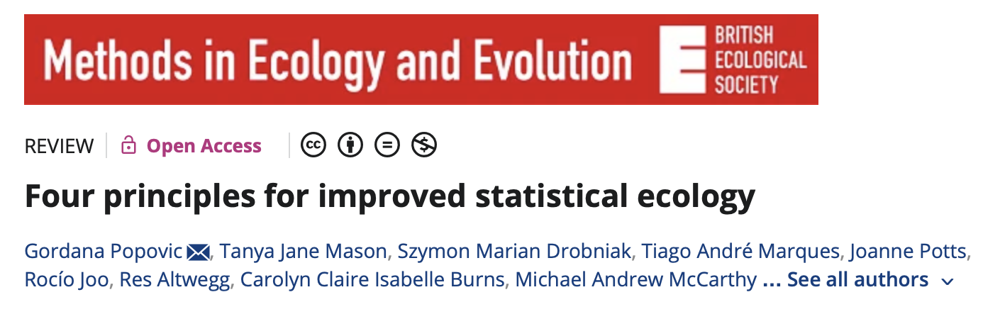 Methods in Ecology and Evolution
BRITISH
ECOLOGICAL
SOCIETY
REVIEW Open Access cc = $
Four principles for improved statistical ecology
Gordana Popovic, Tanya Jane Mason, Szymon Marian Drobniak, Tiago André Marques, Joanne Potts,
Rocío Joo, Res Altwegg, Carolyn Claire Isabelle Burns, Michael Andrew McCarthy ... See all authors